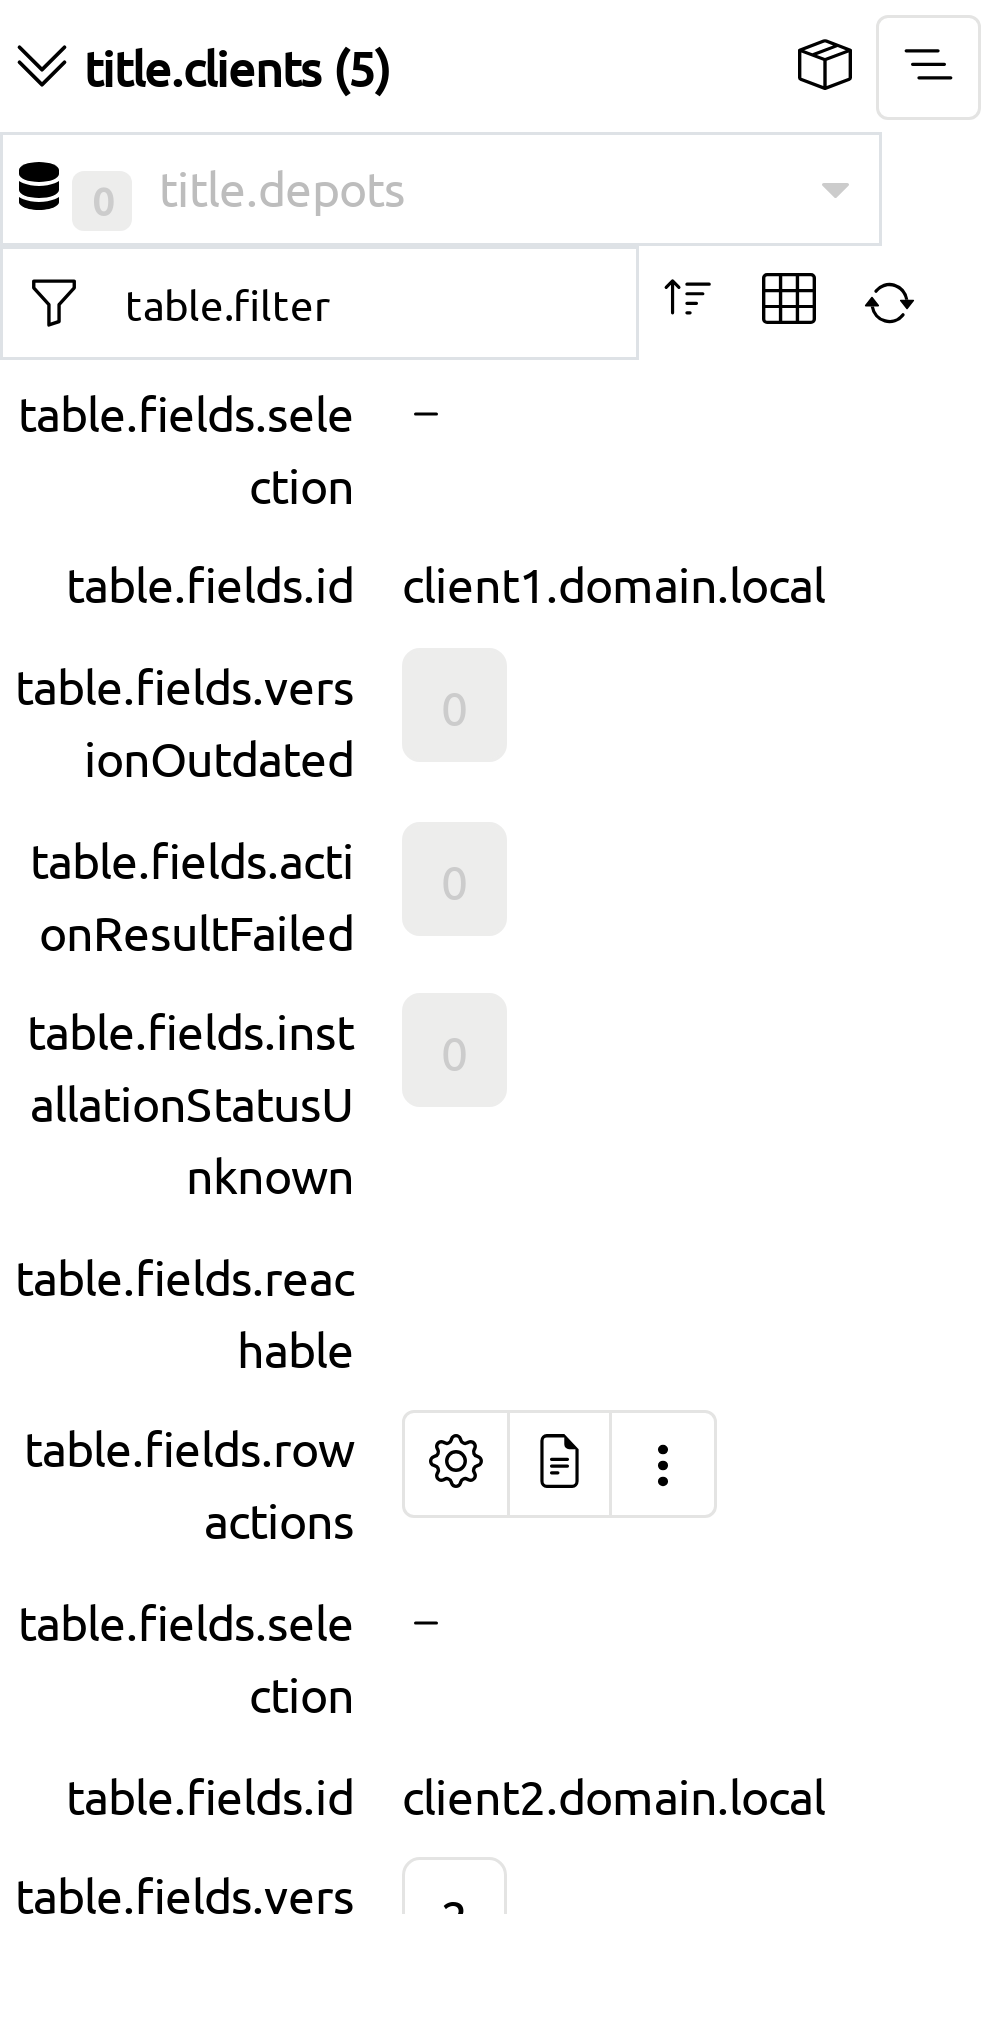 title.clients (5)
0 title.depots
table.filter
table.fields.sele –
ction
table.fields.id client1.domain.local
table.fields.vers 0
ionOutdated
table.fields.acti 0
onResultFailed
table.fields.inst 0
allationStatusU
nknown
table.fields.reac
hable
table.fields.row
actions
table.fields.sele –
ction
table.fields.id client2.domain.local
table.fields.vers